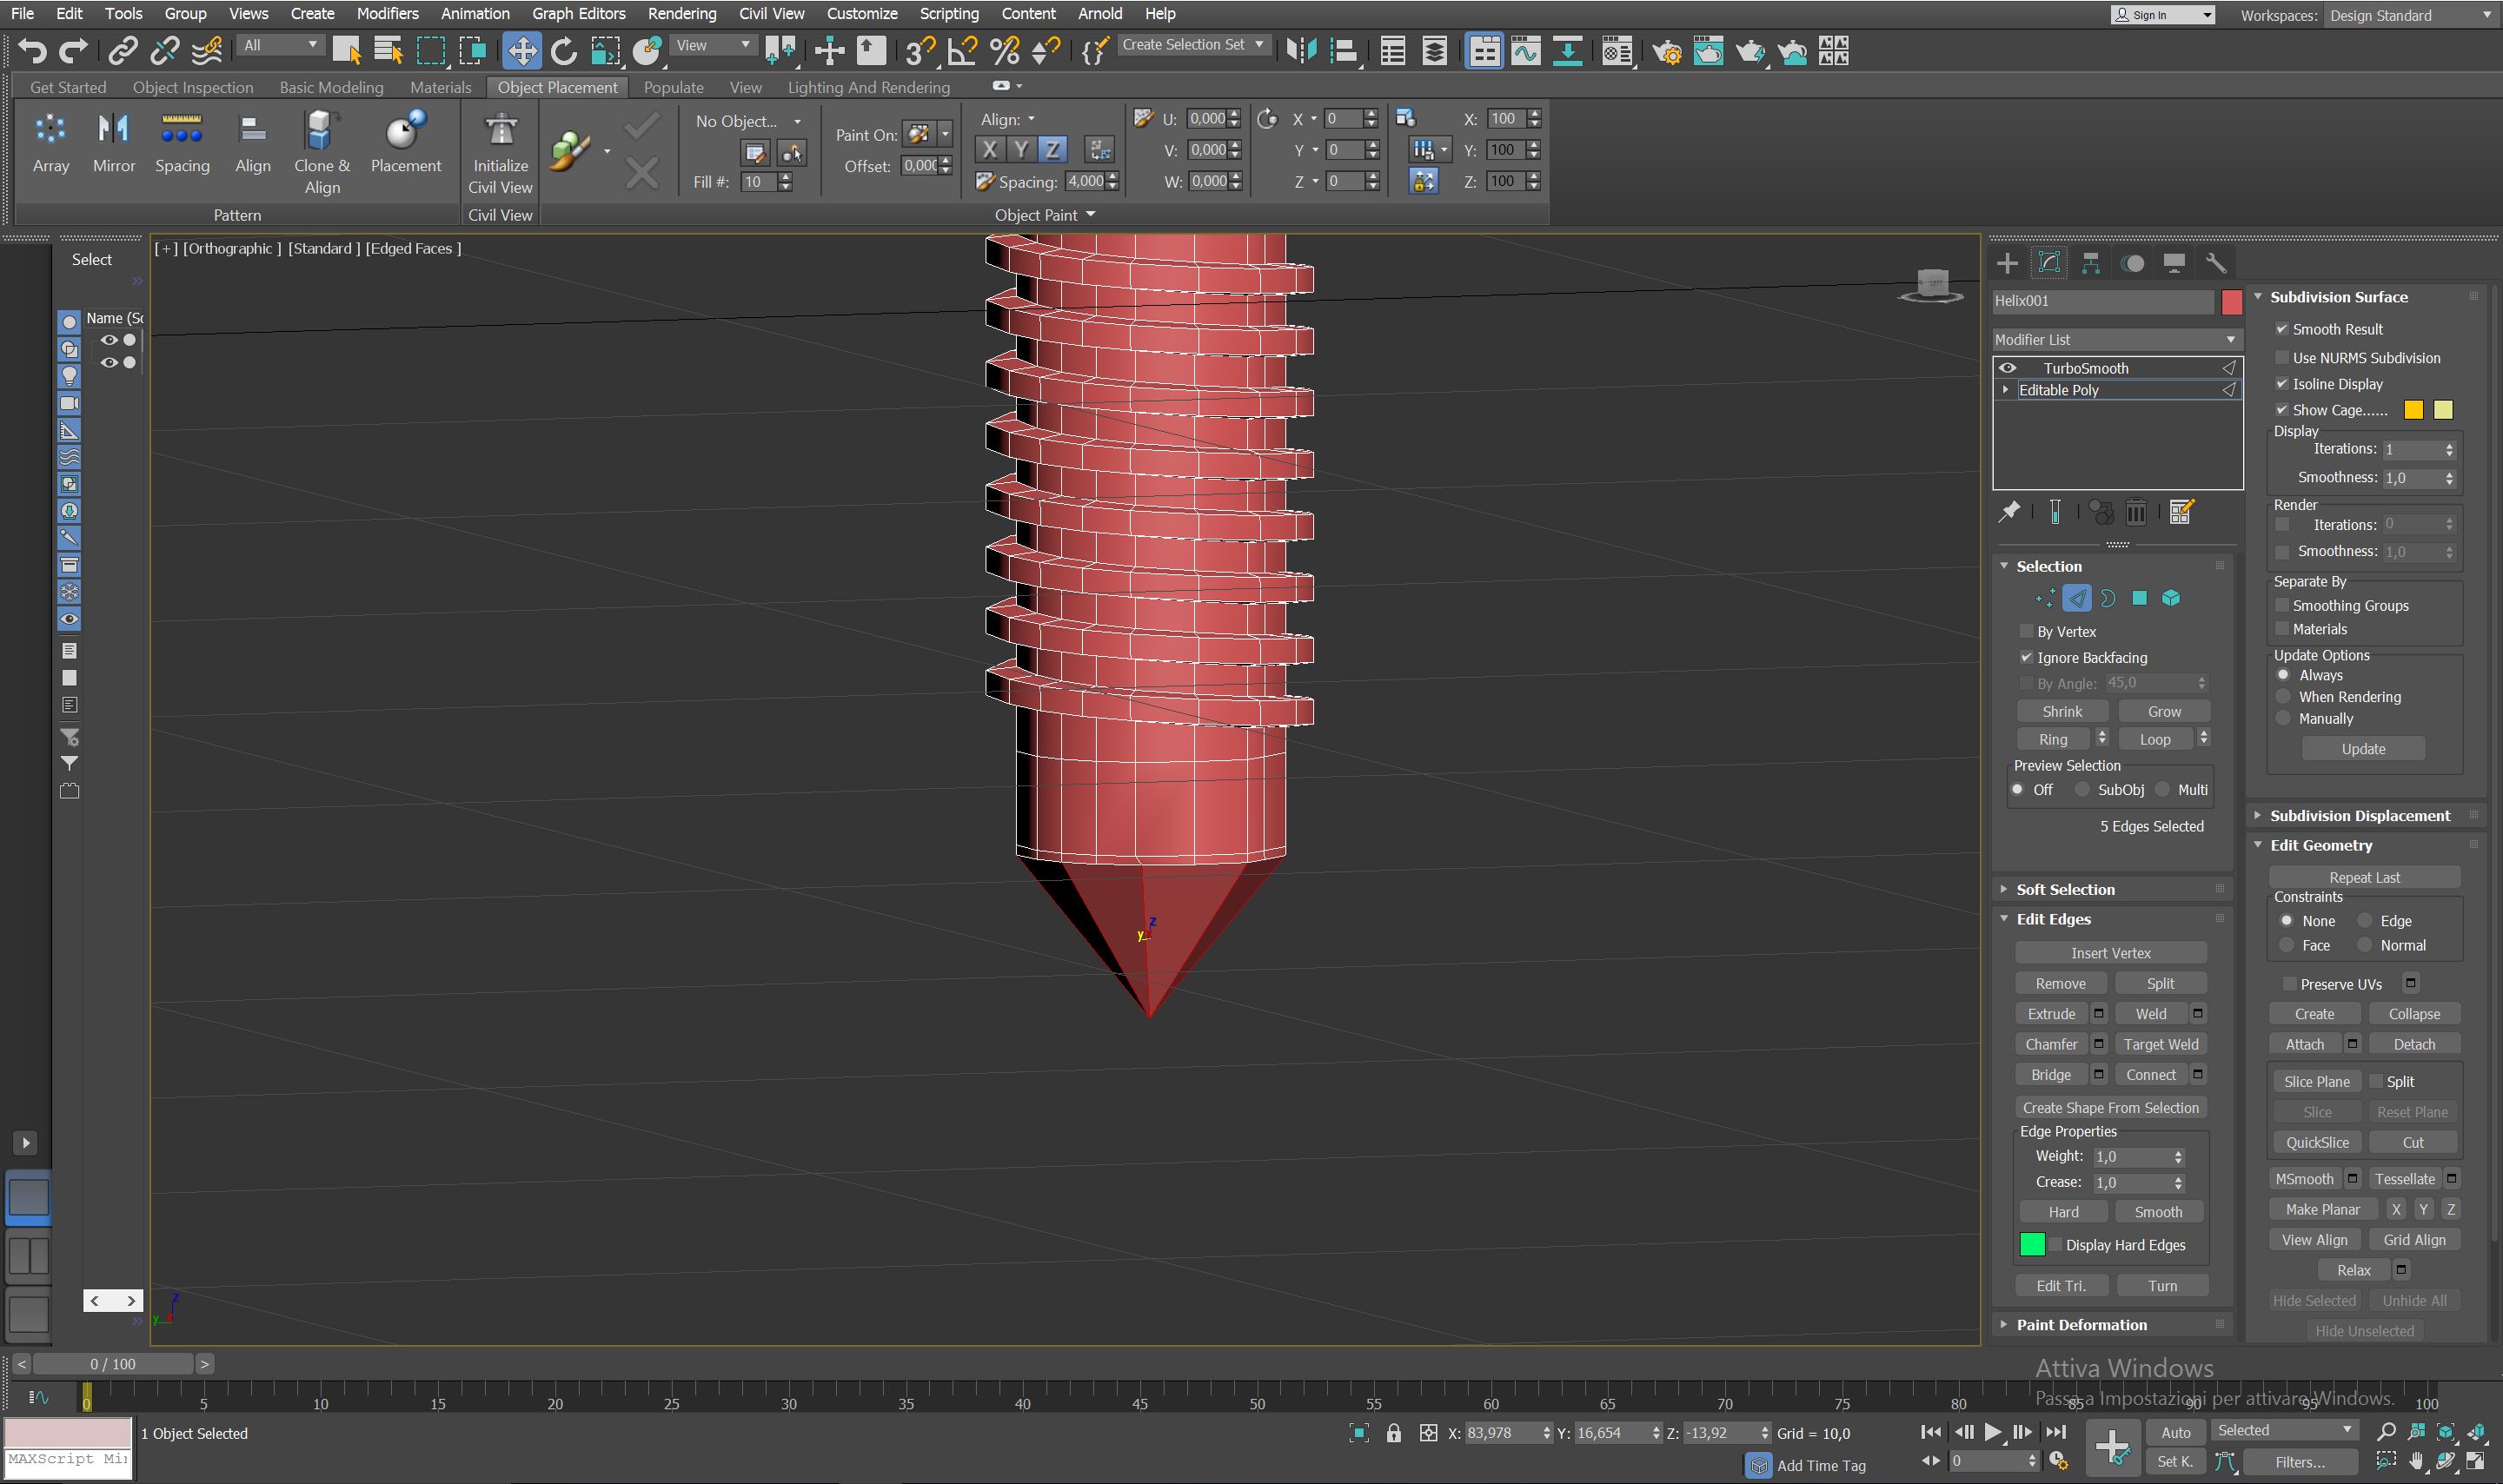 File Edit Tools Group Views Create Modifiers Animation Graph Editors Rendering Civil View Customize Scripting Content Arnold Help
Sign In Workspaces: Design Standard
All View Create Selection Set
Get Started Object Inspection Basic Modeling Materials Object Placement Populate View Lighting And Rendering
Array Mirror Spacing Align Clone & Align Placement
Pattern
Initialize Civil View
Civil View
No Object...
Fill #: 10
Paint On:
Offset: 0,000
Align:
X Y Z
Spacing: 4,000
U: 0,000 X 0 X: 100
V: 0,000 Y 0 Y: 100
W: 0,000 Z 0 Z: 100
Object Paint
Select
Name (So
[+] [Orthographic ] [Standard ] [Edged Faces ]
z
y
z
y
Helix001
Modifier List
TurboSmooth
Editable Poly
Selection
By Vertex
Ignore Backfacing
By Angle: 45,0
Shrink Grow
Ring Loop
Preview Selection
Off SubObj Multi
5 Edges Selected
Soft Selection
Edit Edges
Insert Vertex
Remove Split
Extrude Weld
Chamfer Target Weld
Bridge Connect
Create Shape From Selection
Edge Properties
Weight: 1,0
Crease: 1,0
Hard Smooth
Display Hard Edges
Edit Tri. Turn
Paint Deformation
Subdivision Surface
Smooth Result
Use NURMS Subdivision
Isoline Display
Show Cage......
Display
Iterations: 1
Smoothness: 1,0
Render
Iterations: 0
Smoothness: 1,0
Separate By
Smoothing Groups
Materials
Update Options
Always
When Rendering
Manually
Update
Subdivision Displacement
Edit Geometry
Repeat Last
Constraints
None Edge
Face Normal
Preserve UVs
Create Collapse
Attach Detach
Slice Plane Split
Slice Reset Plane
QuickSlice Cut
MSmooth Tessellate
Make Planar X Y Z
View Align Grid Align
Relax
Hide Selected Unhide All
Hide Unselected
< >
< 0 / 100 >
Attiva Windows
Passa a Impostazioni per attivare Windows.
0 5 10 15 20 25 30 35 40 45 50 55 60 65 70 75 80 85 90 95 100
1 Object Selected
X: 83,978 Y: 16,654 Z: -13,92 Grid = 10,0
Auto Selected
MAXScript Mi
Add Time Tag
0
Set K. Filters...